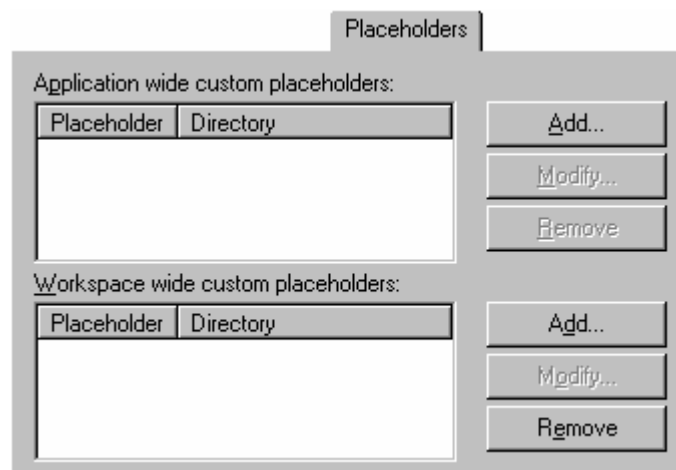 Placeholders
Application wide custom placeholders:
Placeholder Directory
Add...
Modify...
Remove
Workspace wide custom placeholders:
Placeholder Directory
Add...
Modify...
Remove